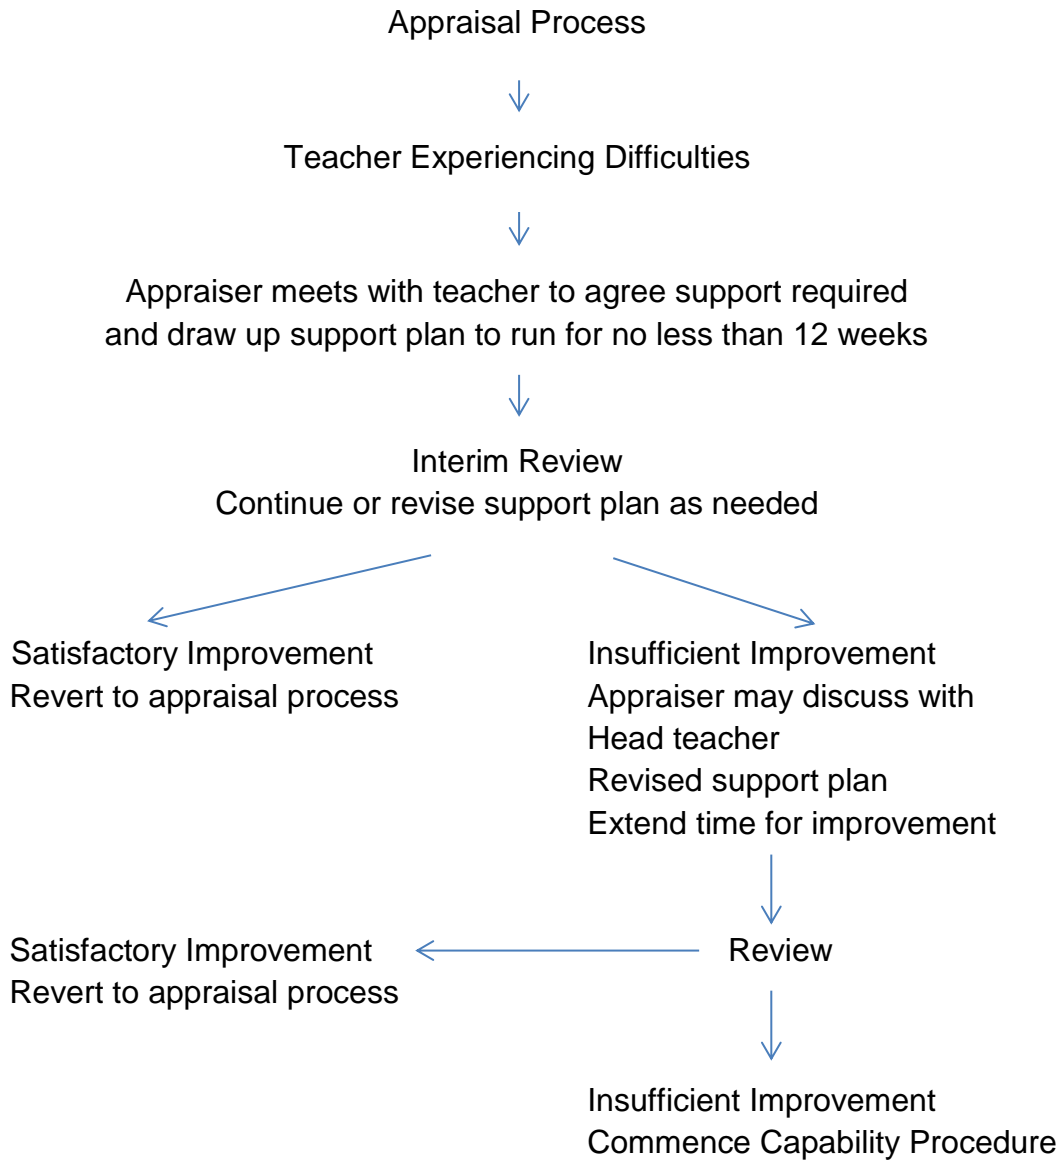 Appraisal Process
Teacher Experiencing Difficulties
Appraiser meets with teacher to agree support required
and draw up support plan to run for no less than 12 weeks
Interim Review
Continue or revise support plan as needed
Satisfactory Improvement
Revert to appraisal process
Insufficient Improvement
Appraiser may discuss with
Head teacher
Revised support plan
Extend time for improvement
Satisfactory Improvement
Revert to appraisal process
Review
Insufficient Improvement
Commence Capability Procedure